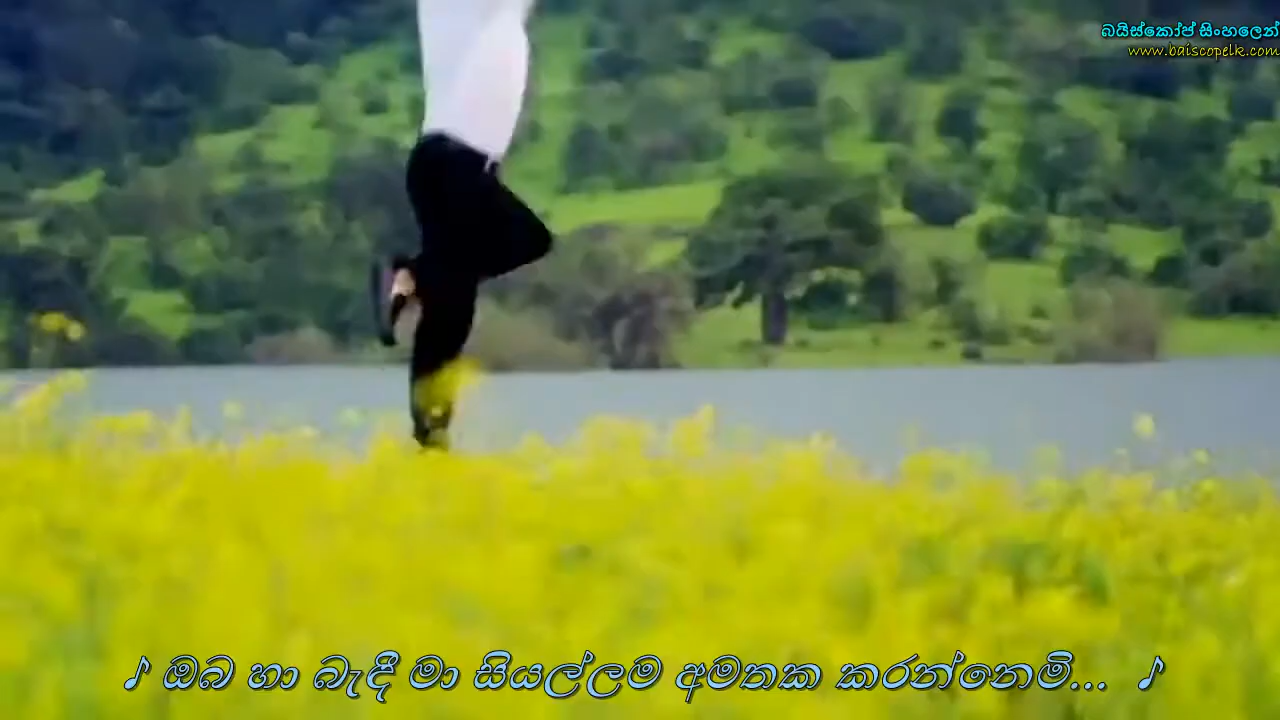 බයිස්කෝප් සිංහලෙන්
www.baiscopelk.com
♪ ඔබ හා බැඳී මා සියල්ලම අමතක කරන්නෙමි... ♪